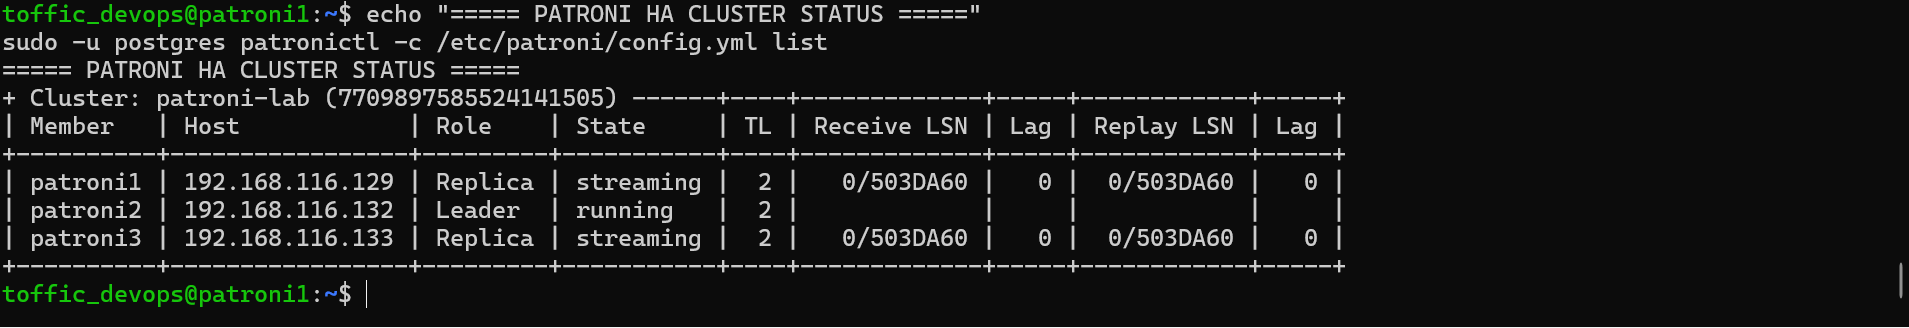 toffic_devops@patroni1:~$ echo "===== PATRONI HA CLUSTER STATUS ====="
sudo -u postgres patronictl -c /etc/patroni/config.yml list
===== PATRONI HA CLUSTER STATUS =====
+ Cluster: patroni-lab (7709897585524141505) ------+----+-------------+-----+------------+-----+
| Member   | Host            | Role    | State     | TL | Receive LSN | Lag | Replay LSN | Lag |
+----------+-----------------+---------+-----------+----+-------------+-----+------------+-----+
| patroni1 | 192.168.116.129 | Replica | streaming |  2 |   0/503DA60 |   0 |  0/503DA60 |   0 |
| patroni2 | 192.168.116.132 | Leader  | running   |  2 |             |     |            |     |
| patroni3 | 192.168.116.133 | Replica | streaming |  2 |   0/503DA60 |   0 |  0/503DA60 |   0 |
+----------+-----------------+---------+-----------+----+-------------+-----+------------+-----+
toffic_devops@patroni1:~$